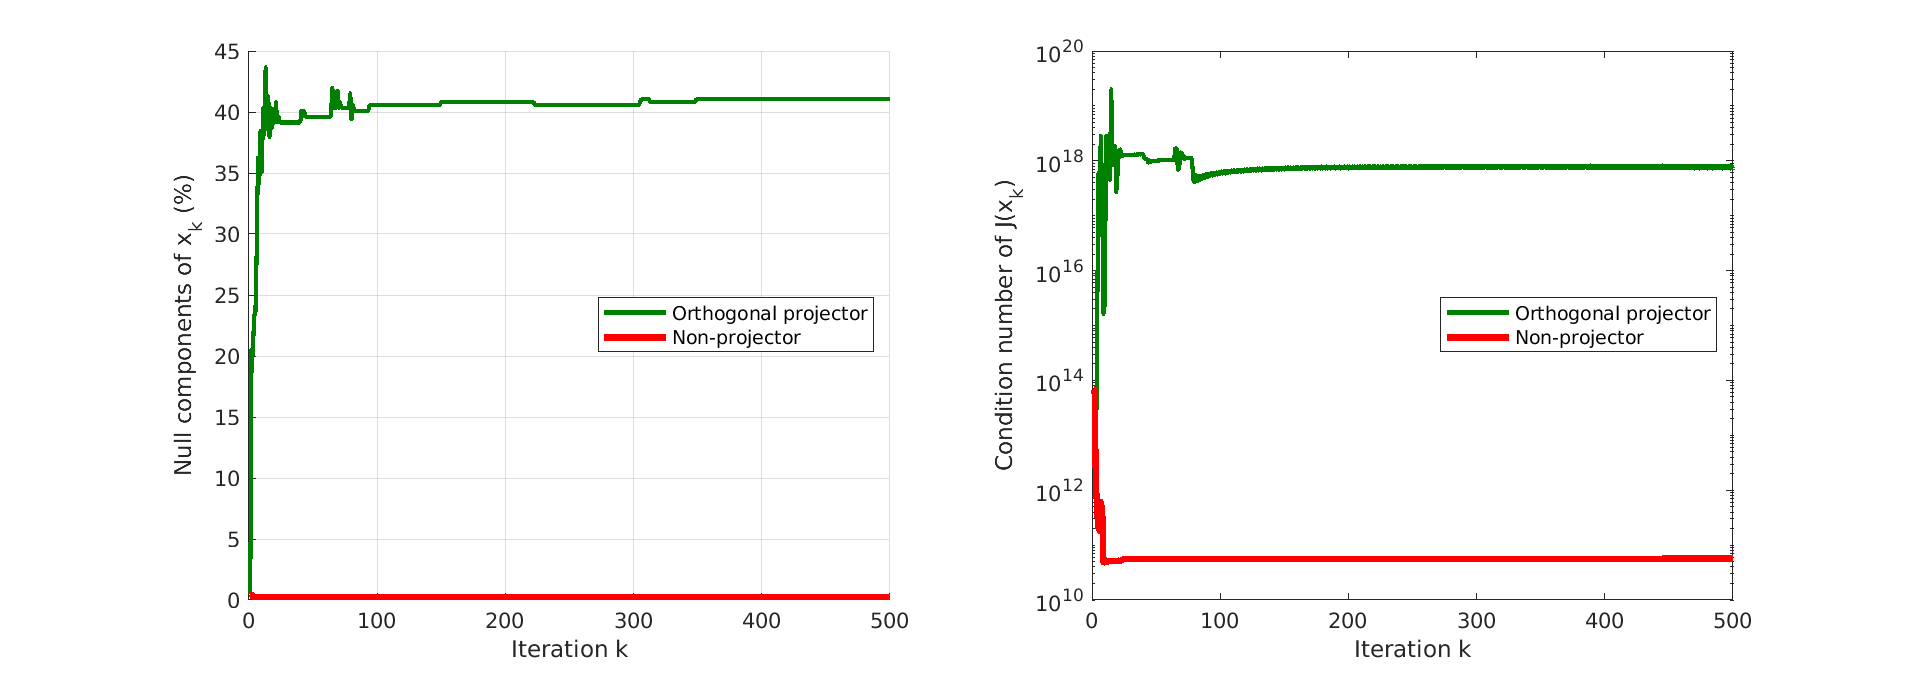 Null components of x_k (%)
45
40
35
30
25
20
15
10
5
0
0 100 200 300 400 500
Iteration k
Orthogonal projector
Non-projector
Condition number of J(x_k)
10^20
10^18
10^16
10^14
10^12
10^10
0 100 200 300 400 500
Iteration k
Orthogonal projector
Non-projector